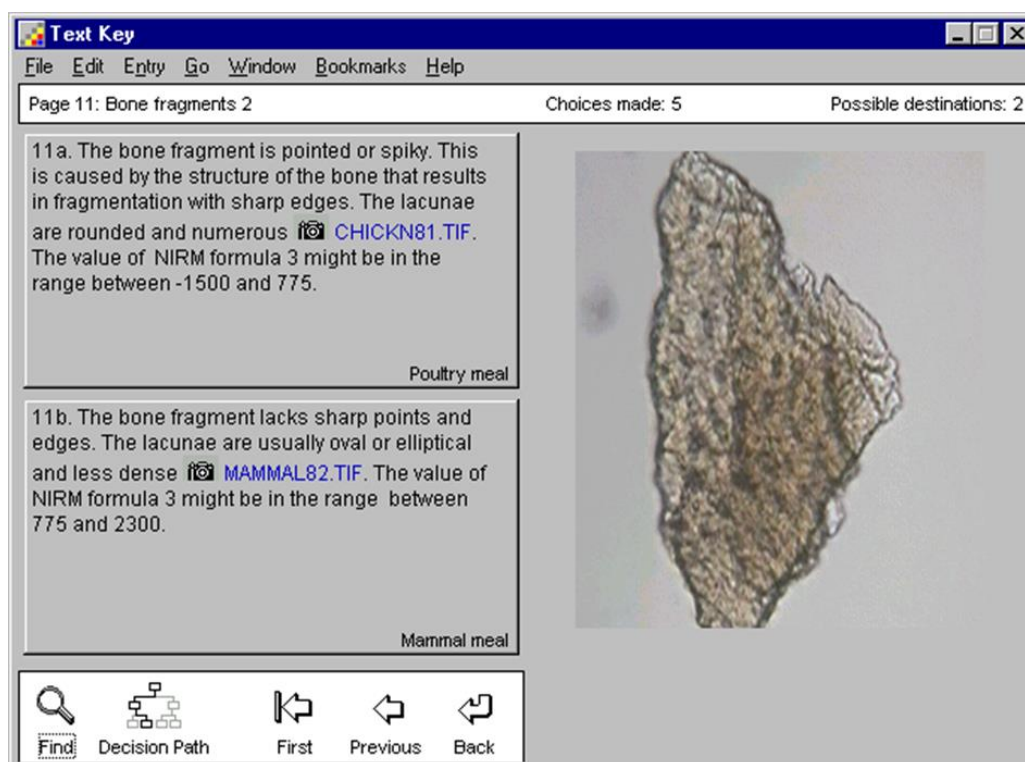 Text Key
File Edit Entry Go Window Bookmarks Help
Page 11: Bone fragments 2 Choices made: 5 Possible destinations: 2
11a. The bone fragment is pointed or spiky. This
is caused by the structure of the bone that results
in fragmentation with sharp edges. The lacunae
are rounded and numerous CHICKN81.TIF.
The value of NIRM formula 3 might be in the
range between -1500 and 775.
Poultry meal
11b. The bone fragment lacks sharp points and
edges. The lacunae are usually oval or elliptical
and less dense MAMMAL82.TIF. The value of
NIRM formula 3 might be in the range between
775 and 2300.
Mammal meal
Find Decision Path First Previous Back